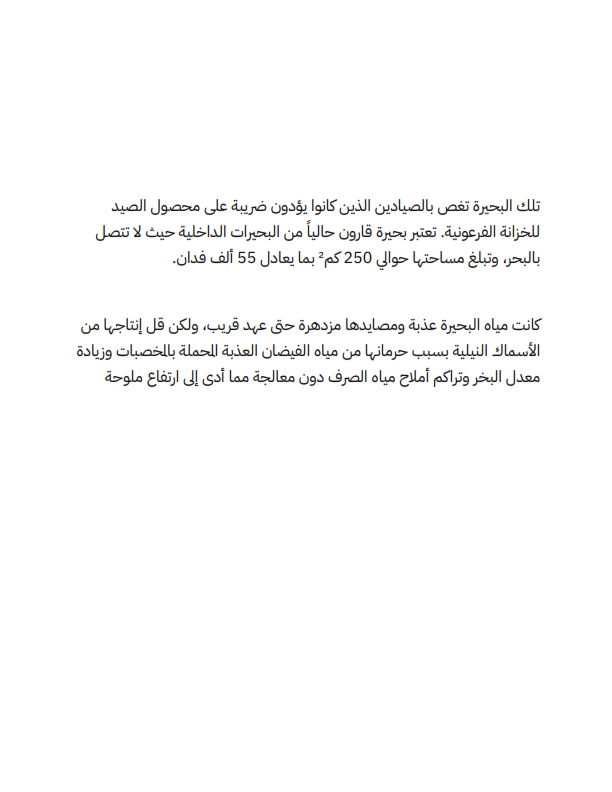 تلك البحيرة تغص بالصيادين الذين كانوا يؤدون ضريبة على محصول الصيد
للخزانة الفرعونية. تعتبر بحيرة قارون حالياً من البحيرات الداخلية حيث لا تتصل
بالبحر، وتبلغ مساحتها حوالي 250 كم² بما يعادل 55 ألف فدان.
كانت مياه البحيرة عذبة ومصايدها مزدهرة حتى عهد قريب، ولكن قل إنتاجها من
الأسماك النيلية بسبب حرمانها من مياه الفيضان العذبة المحملة بالمخصبات وزيادة
معدل البخر وتراكم أملاح مياه الصرف دون معالجة مما أدى إلى ارتفاع ملوحة